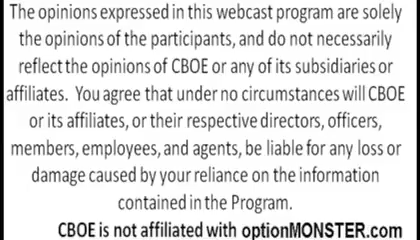 The opinions expressed in this webcast program are solely
the opinions of the participants, and do not necessarily
reflect the opinions of CBOE or any of its subsidiaries or
affiliates. You agree that under no circumstances will CBOE
or its affiliates, or their respective directors, officers,
members, employees, and agents, be liable for any loss or
damage caused by your reliance on the information
contained in the Program.
CBOE is not affiliated with optionMONSTER.com